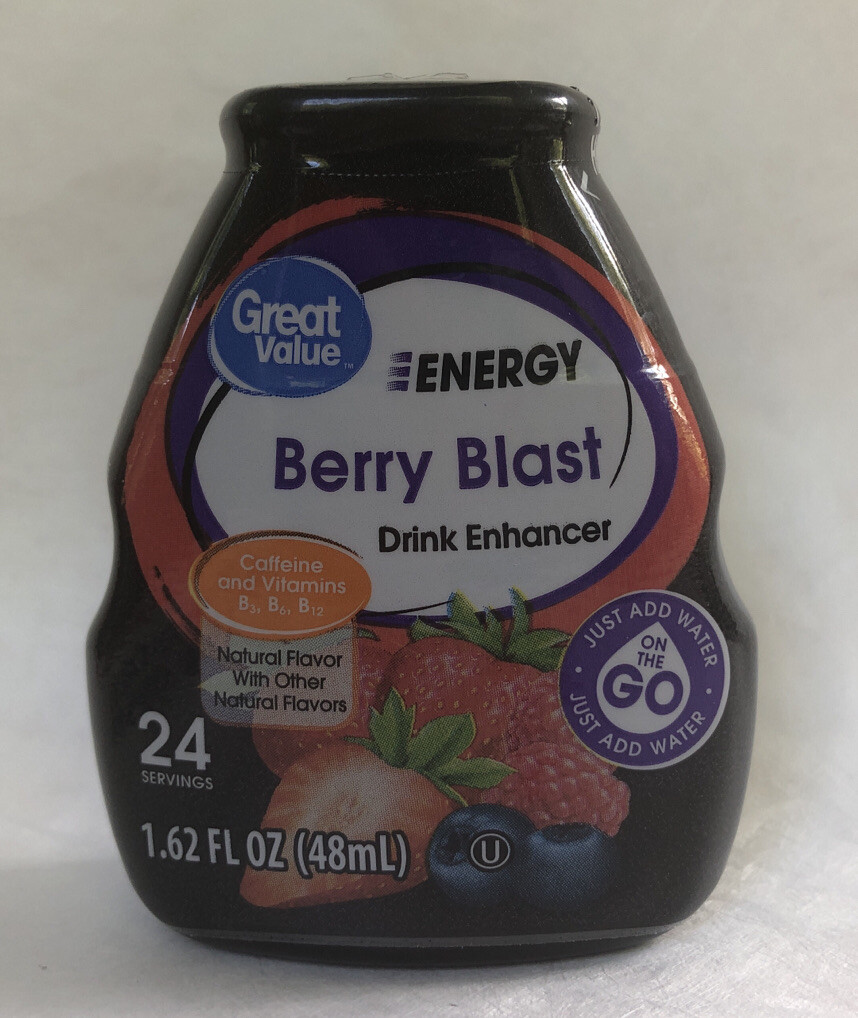 Great
Value™
ENERGY
Berry Blast
Drink Enhancer
Caffeine
and Vitamins
B₃, B₆, B₁₂
Natural Flavor
With Other
Natural Flavors
JUST ADD WATER
ON
THE
GO
JUST ADD WATER
24
SERVINGS
1.62 FL OZ (48mL)
U